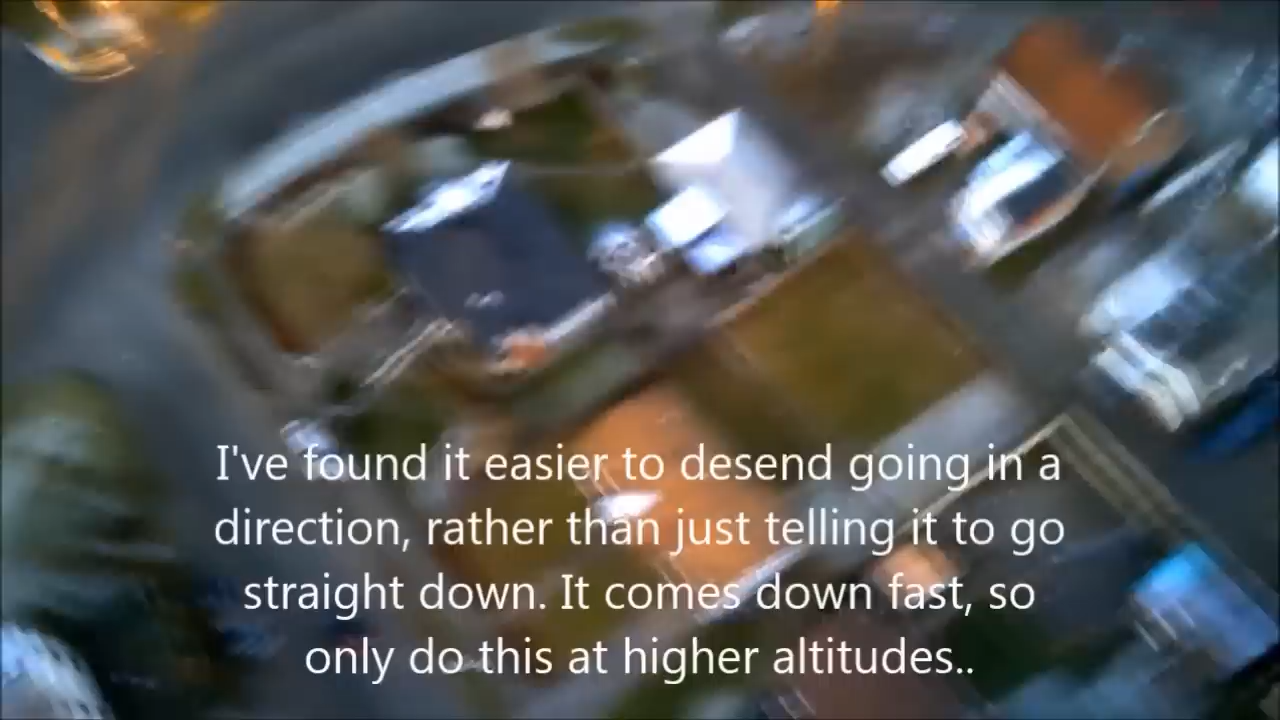 I've found it easier to desend going in a
direction, rather than just telling it to go
straight down. It comes down fast, so
only do this at higher altitudes..